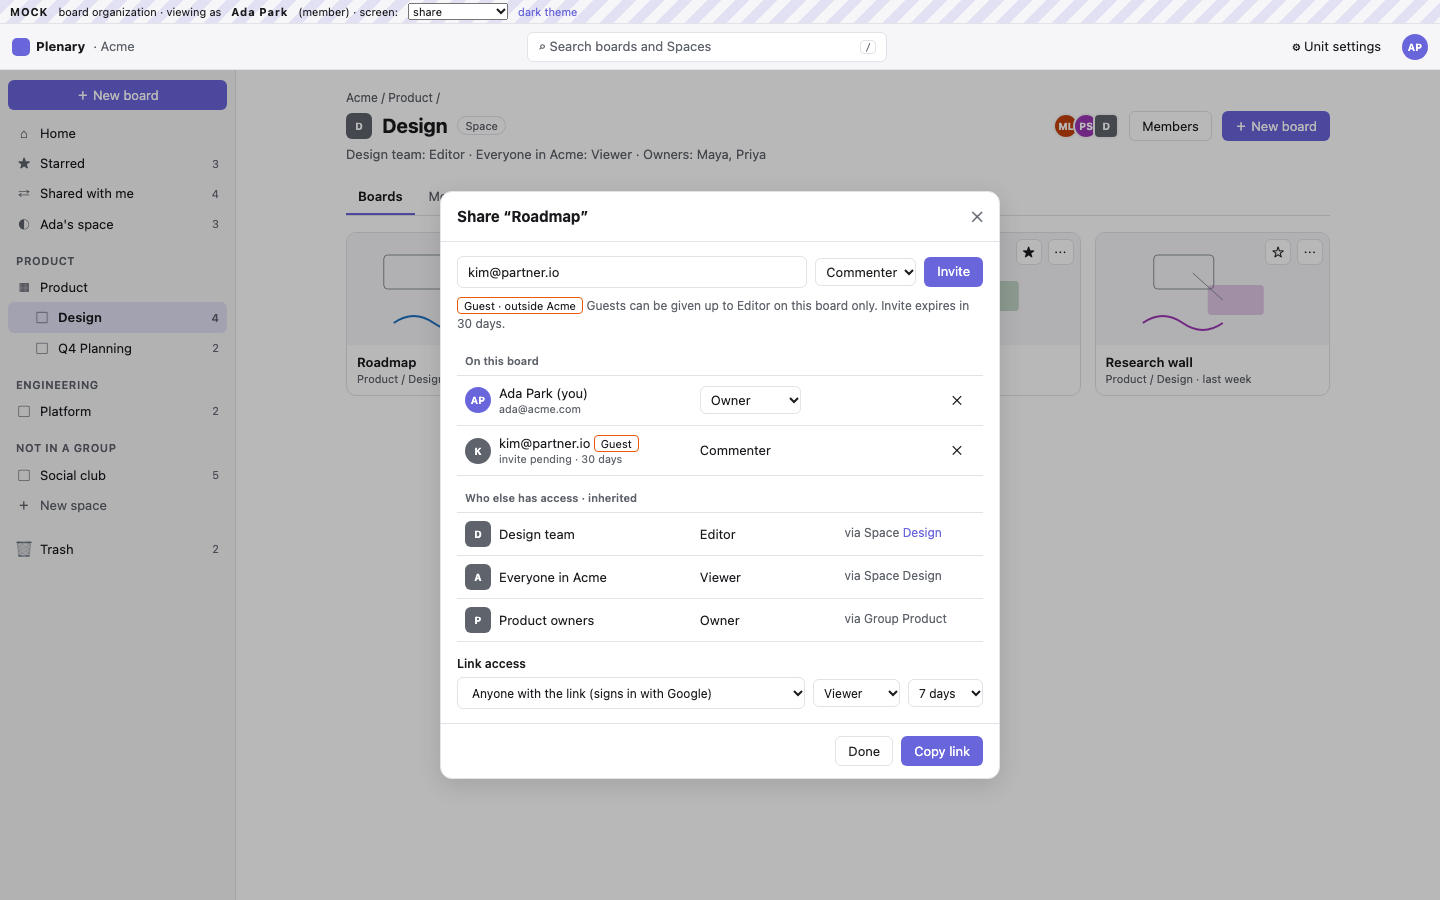 MOCK board organization · viewing as Ada Park (member) · screen: share dark theme
Plenary · Acme
Search boards and Spaces /
Unit settings
AP
+ New board
Home
Starred 3
Shared with me 4
Ada's space 3
PRODUCT
Product
Design 4
Q4 Planning 2
ENGINEERING
Platform 2
NOT IN A GROUP
Social club 5
+ New space
Trash 2
Acme / Product /
D Design Space
ML PS D Members + New board
Design team: Editor · Everyone in Acme: Viewer · Owners: Maya, Priya
Boards
Roadmap
Research wall
Product / Design · last week
Share “Roadmap”
kim@partner.io Commenter Invite
Guest · outside Acme Guests can be given up to Editor on this board only. Invite expires in
30 days.
On this board
AP Ada Park (you) Owner
ada@acme.com
K kim@partner.io Guest Commenter
invite pending · 30 days
Who else has access · inherited
D Design team Editor via Space Design
A Everyone in Acme Viewer via Space Design
P Product owners Owner via Group Product
Link access
Anyone with the link (signs in with Google) Viewer 7 days
Done Copy link